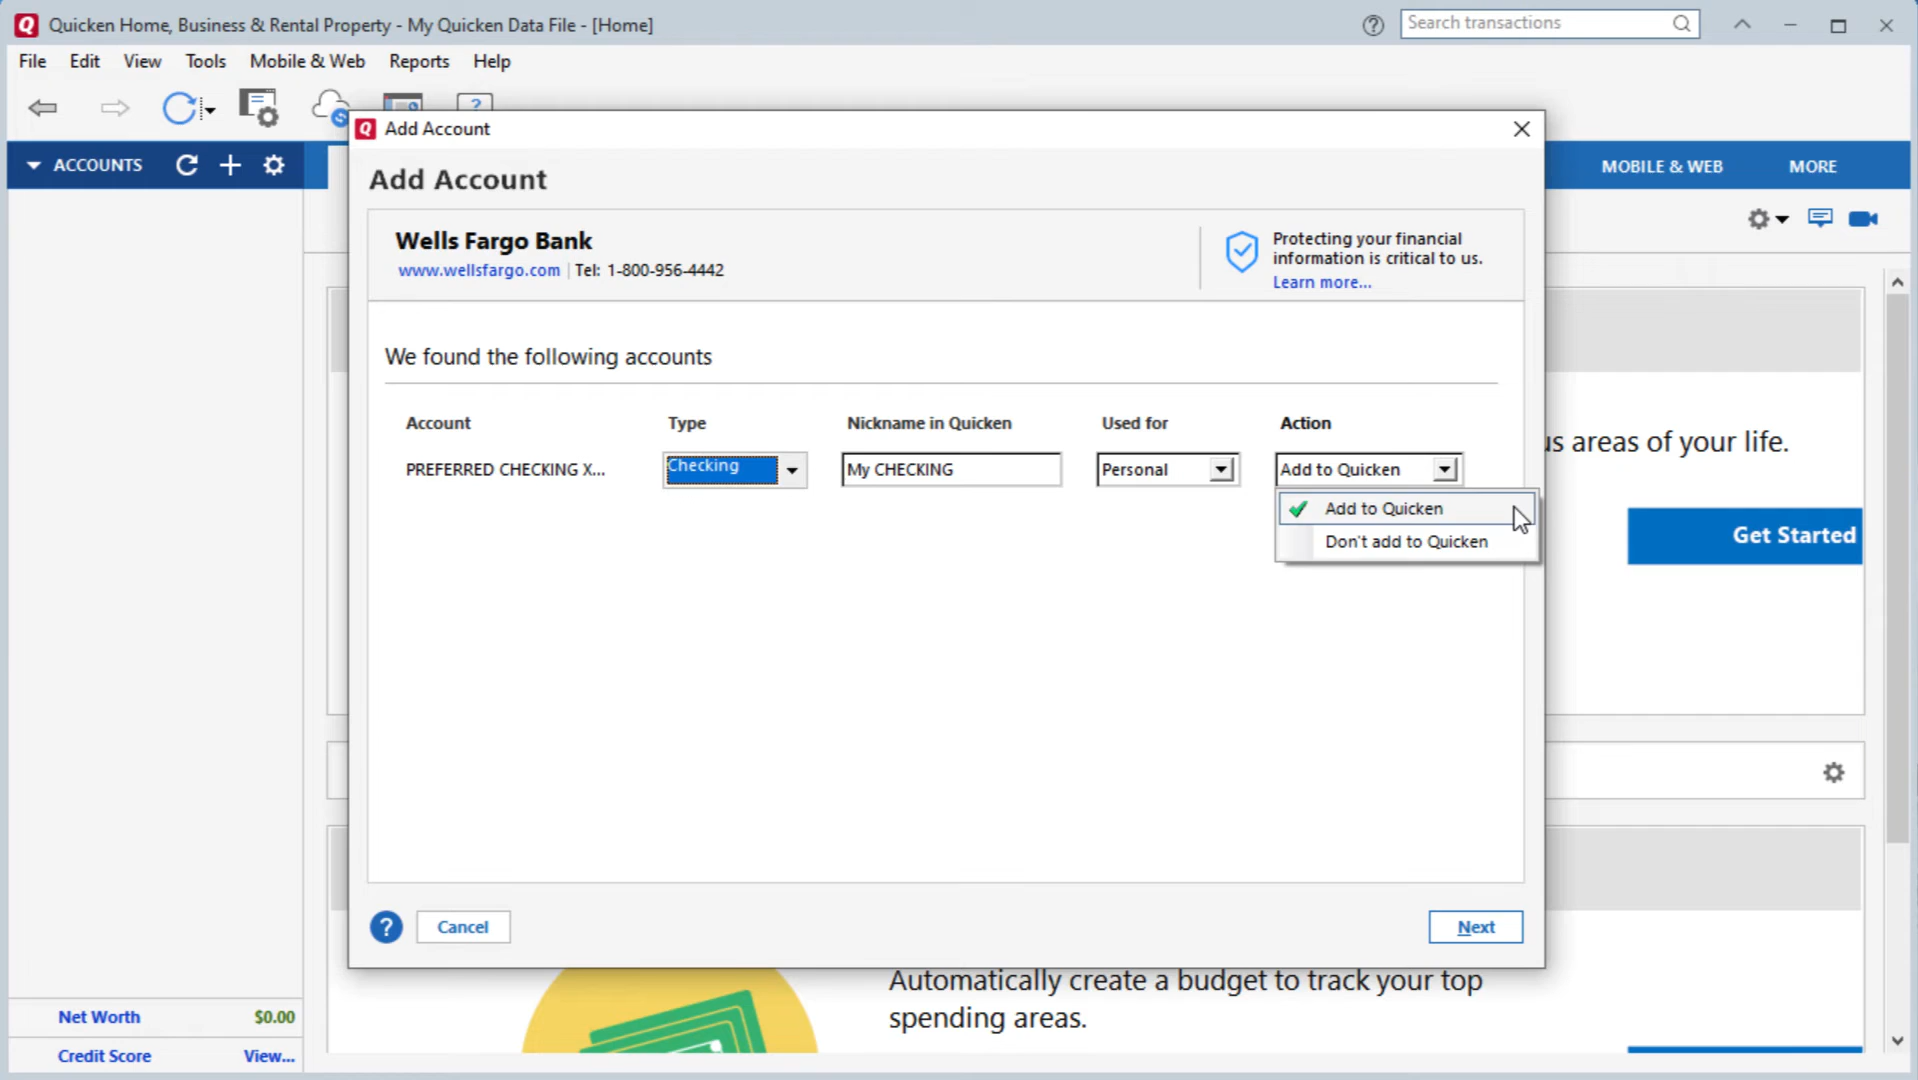 Quicken Home, Business & Rental Property - My Quicken Data File - [Home]
Search transactions
File Edit View Tools Mobile & Web Reports Help
Add Account
ACCOUNTS
MOBILE & WEB
MORE
Add Account
Wells Fargo Bank
www.wellsfargo.com | Tel: 1-800-956-4442
Protecting your financial
information is critical to us.
Learn more...
We found the following accounts
Account Type Nickname in Quicken Used for Action
PREFERRED CHECKING X... Checking My CHECKING Personal Add to Quicken
Add to Quicken
Don't add to Quicken
us areas of your life.
Get Started
Cancel
Next
Automatically create a budget to track your top
spending areas.
Net Worth $0.00
Credit Score View...